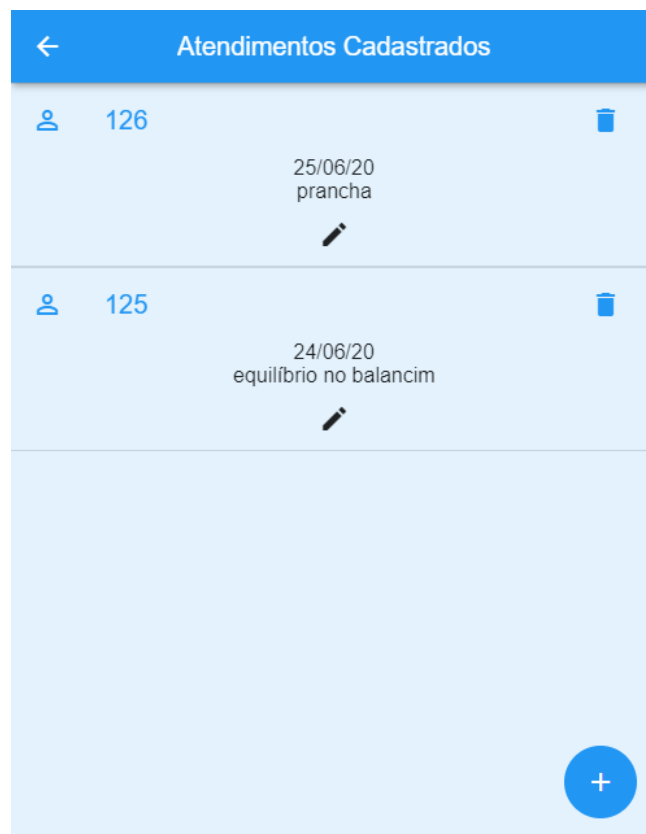 Atendimentos Cadastrados
126
25/06/20
prancha
125
24/06/20
equilíbrio no balancim